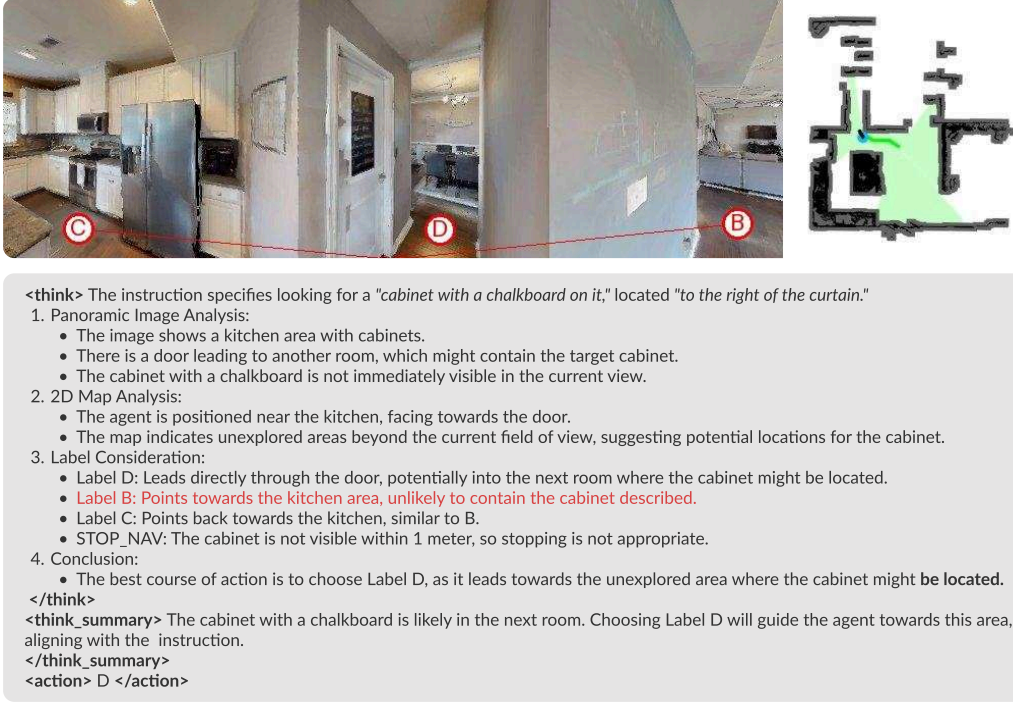 C
D
B
<think> The instruction specifies looking for a "cabinet with a chalkboard on it," located "to the right of the curtain."
1. Panoramic Image Analysis:
• The image shows a kitchen area with cabinets.
• There is a door leading to another room, which might contain the target cabinet.
• The cabinet with a chalkboard is not immediately visible in the current view.
2. 2D Map Analysis:
• The agent is positioned near the kitchen, facing towards the door.
• The map indicates unexplored areas beyond the current field of view, suggesting potential locations for the cabinet.
3. Label Consideration:
• Label D: Leads directly through the door, potentially into the next room where the cabinet might be located.
• Label B: Points towards the kitchen area, unlikely to contain the cabinet described.
• Label C: Points back towards the kitchen, similar to B.
• STOP_NAV: The cabinet is not visible within 1 meter, so stopping is not appropriate.
4. Conclusion:
• The best course of action is to choose Label D, as it leads towards the unexplored area where the cabinet might be located.
</think>
<think_summary> The cabinet with a chalkboard is likely in the next room. Choosing Label D will guide the agent towards this area,
aligning with the instruction.
</think_summary>
<action> D </action>